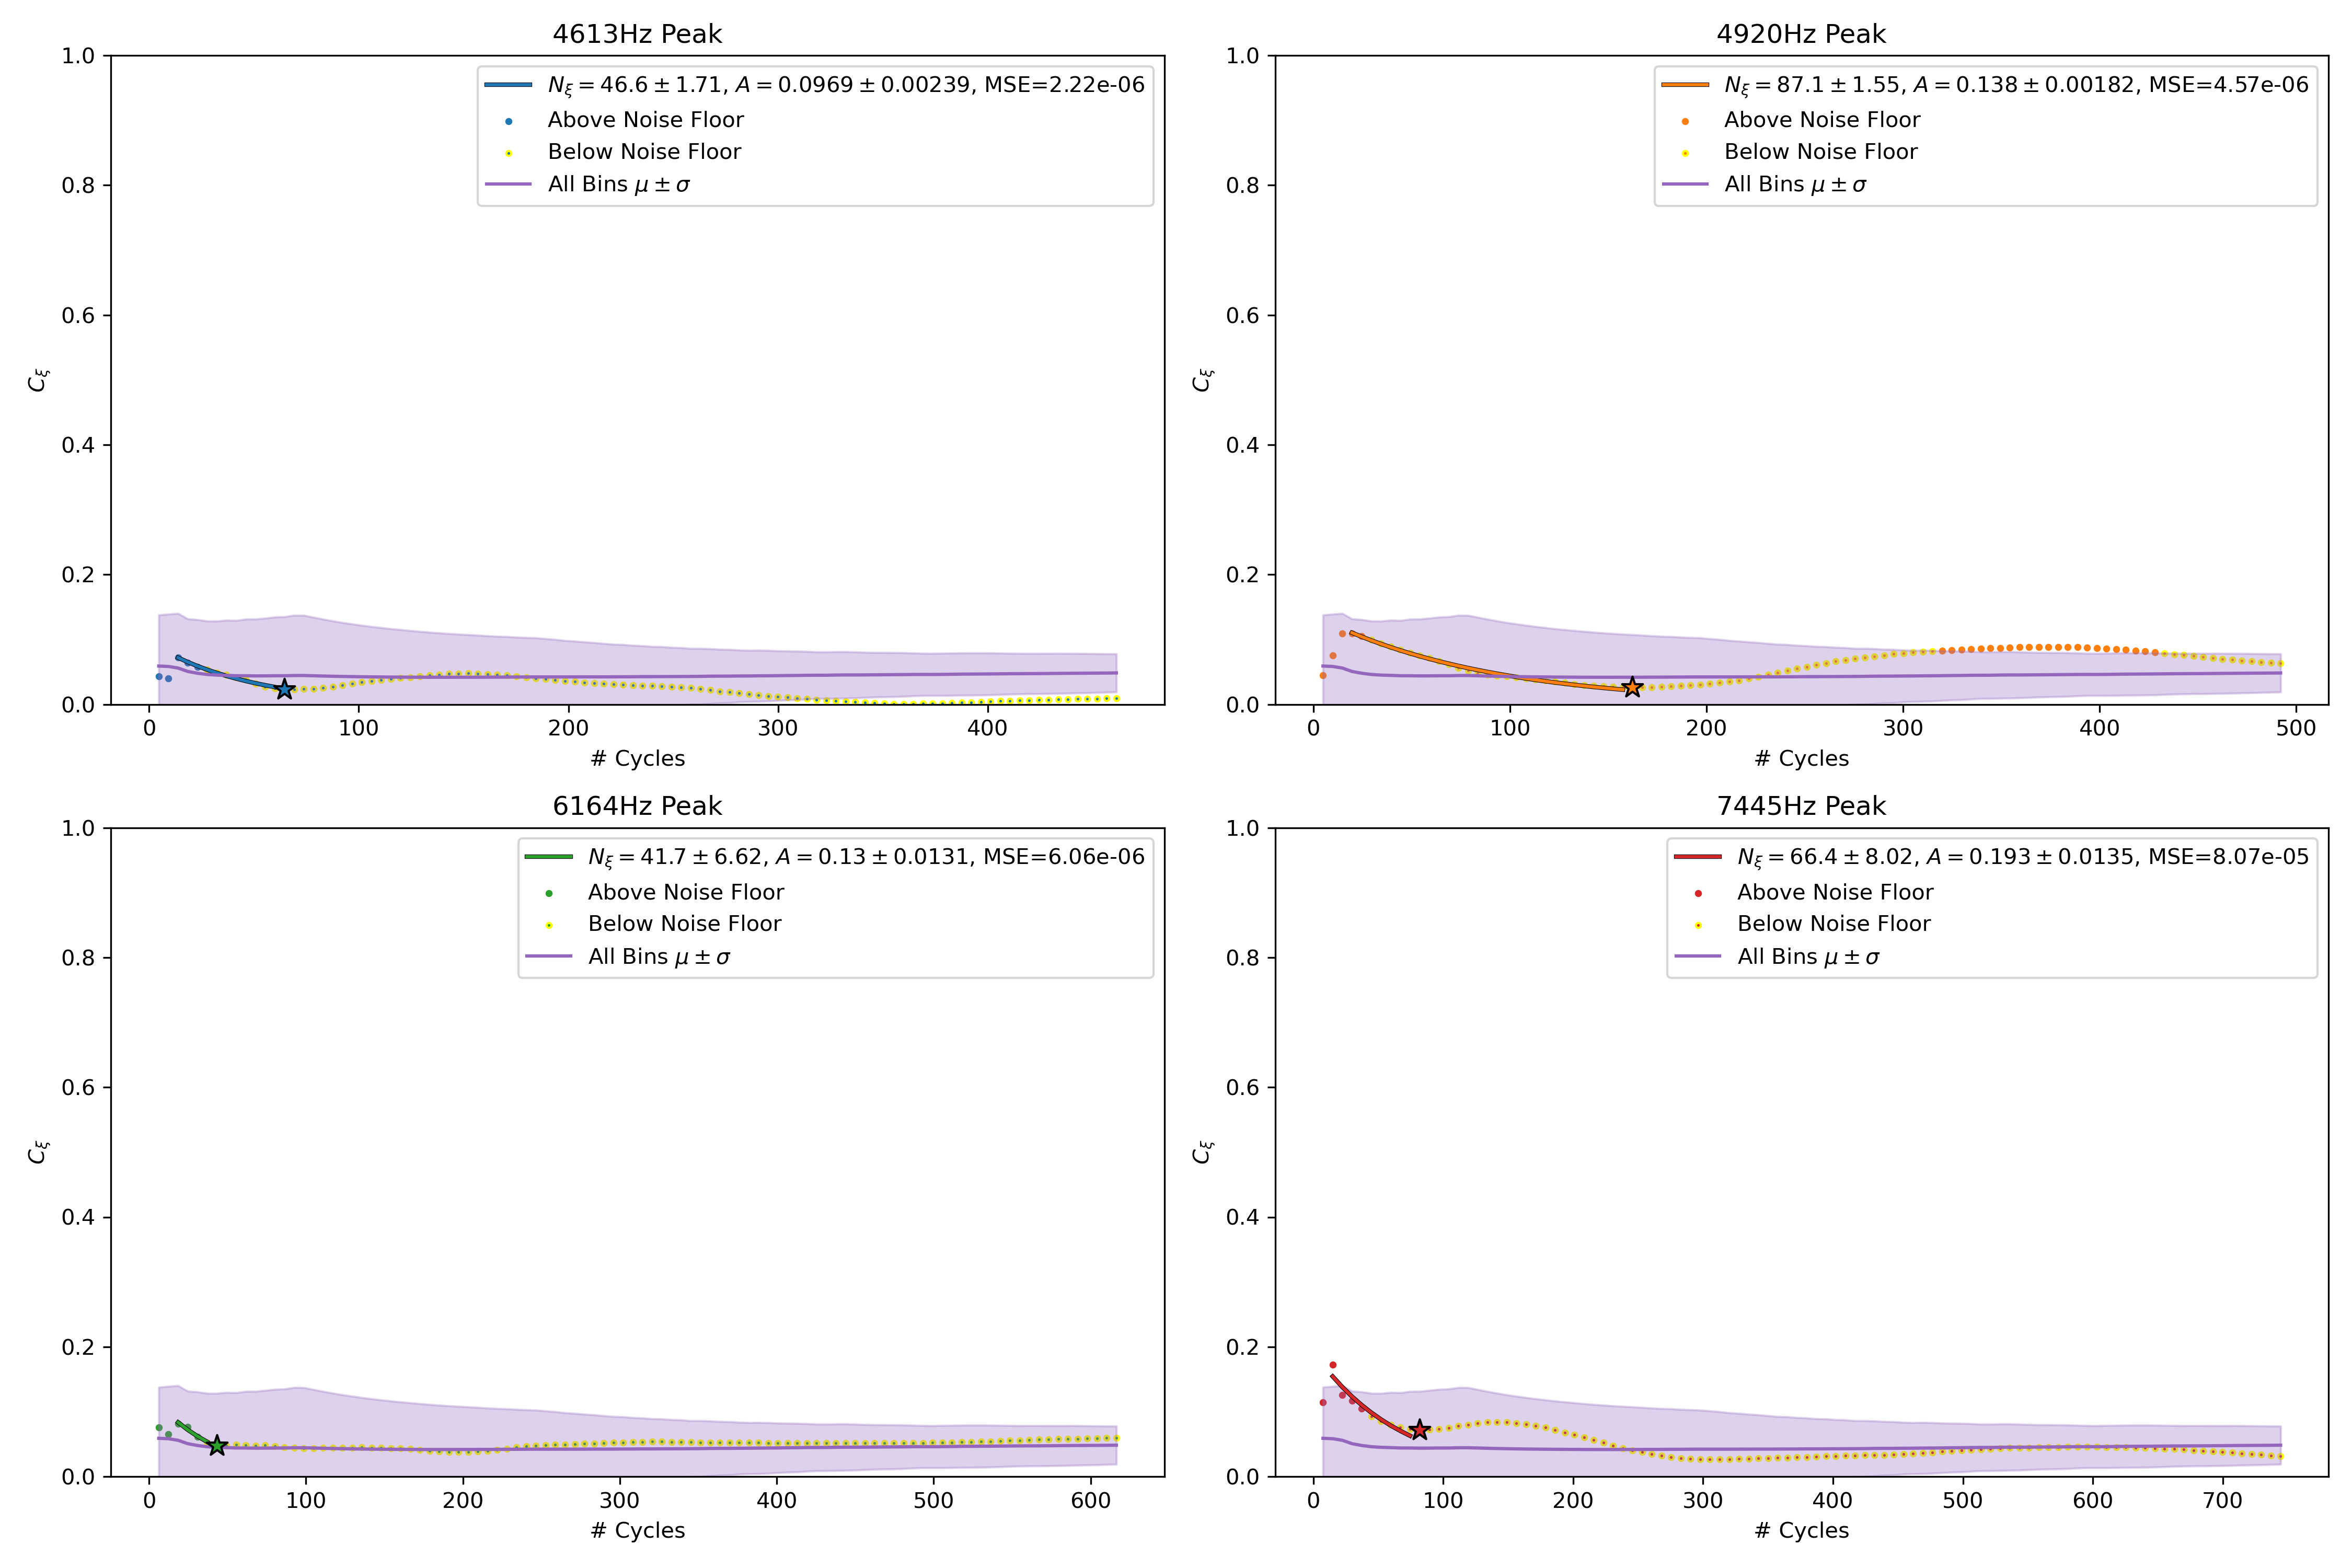 4613Hz Peak
1.0
0.8
0.6
0.4
0.2
0.0
Cξ
Nξ = 46.6 ± 1.71, A = 0.0969 ± 0.00239, MSE=2.22e-06
Above Noise Floor
Below Noise Floor
All Bins μ ± σ
0 100 200 300 400
# Cycles
4920Hz Peak
1.0
0.8
0.6
0.4
0.2
0.0
Cξ
Nξ = 87.1 ± 1.55, A = 0.138 ± 0.00182, MSE=4.57e-06
Above Noise Floor
Below Noise Floor
All Bins μ ± σ
0 100 200 300 400 500
# Cycles
6164Hz Peak
1.0
0.8
0.6
0.4
0.2
0.0
Cξ
Nξ = 41.7 ± 6.62, A = 0.13 ± 0.0131, MSE=6.06e-06
Above Noise Floor
Below Noise Floor
All Bins μ ± σ
0 100 200 300 400 500 600
# Cycles
7445Hz Peak
1.0
0.8
0.6
0.4
0.2
0.0
Cξ
Nξ = 66.4 ± 8.02, A = 0.193 ± 0.0135, MSE=8.07e-05
Above Noise Floor
Below Noise Floor
All Bins μ ± σ
0 100 200 300 400 500 600 700
# Cycles